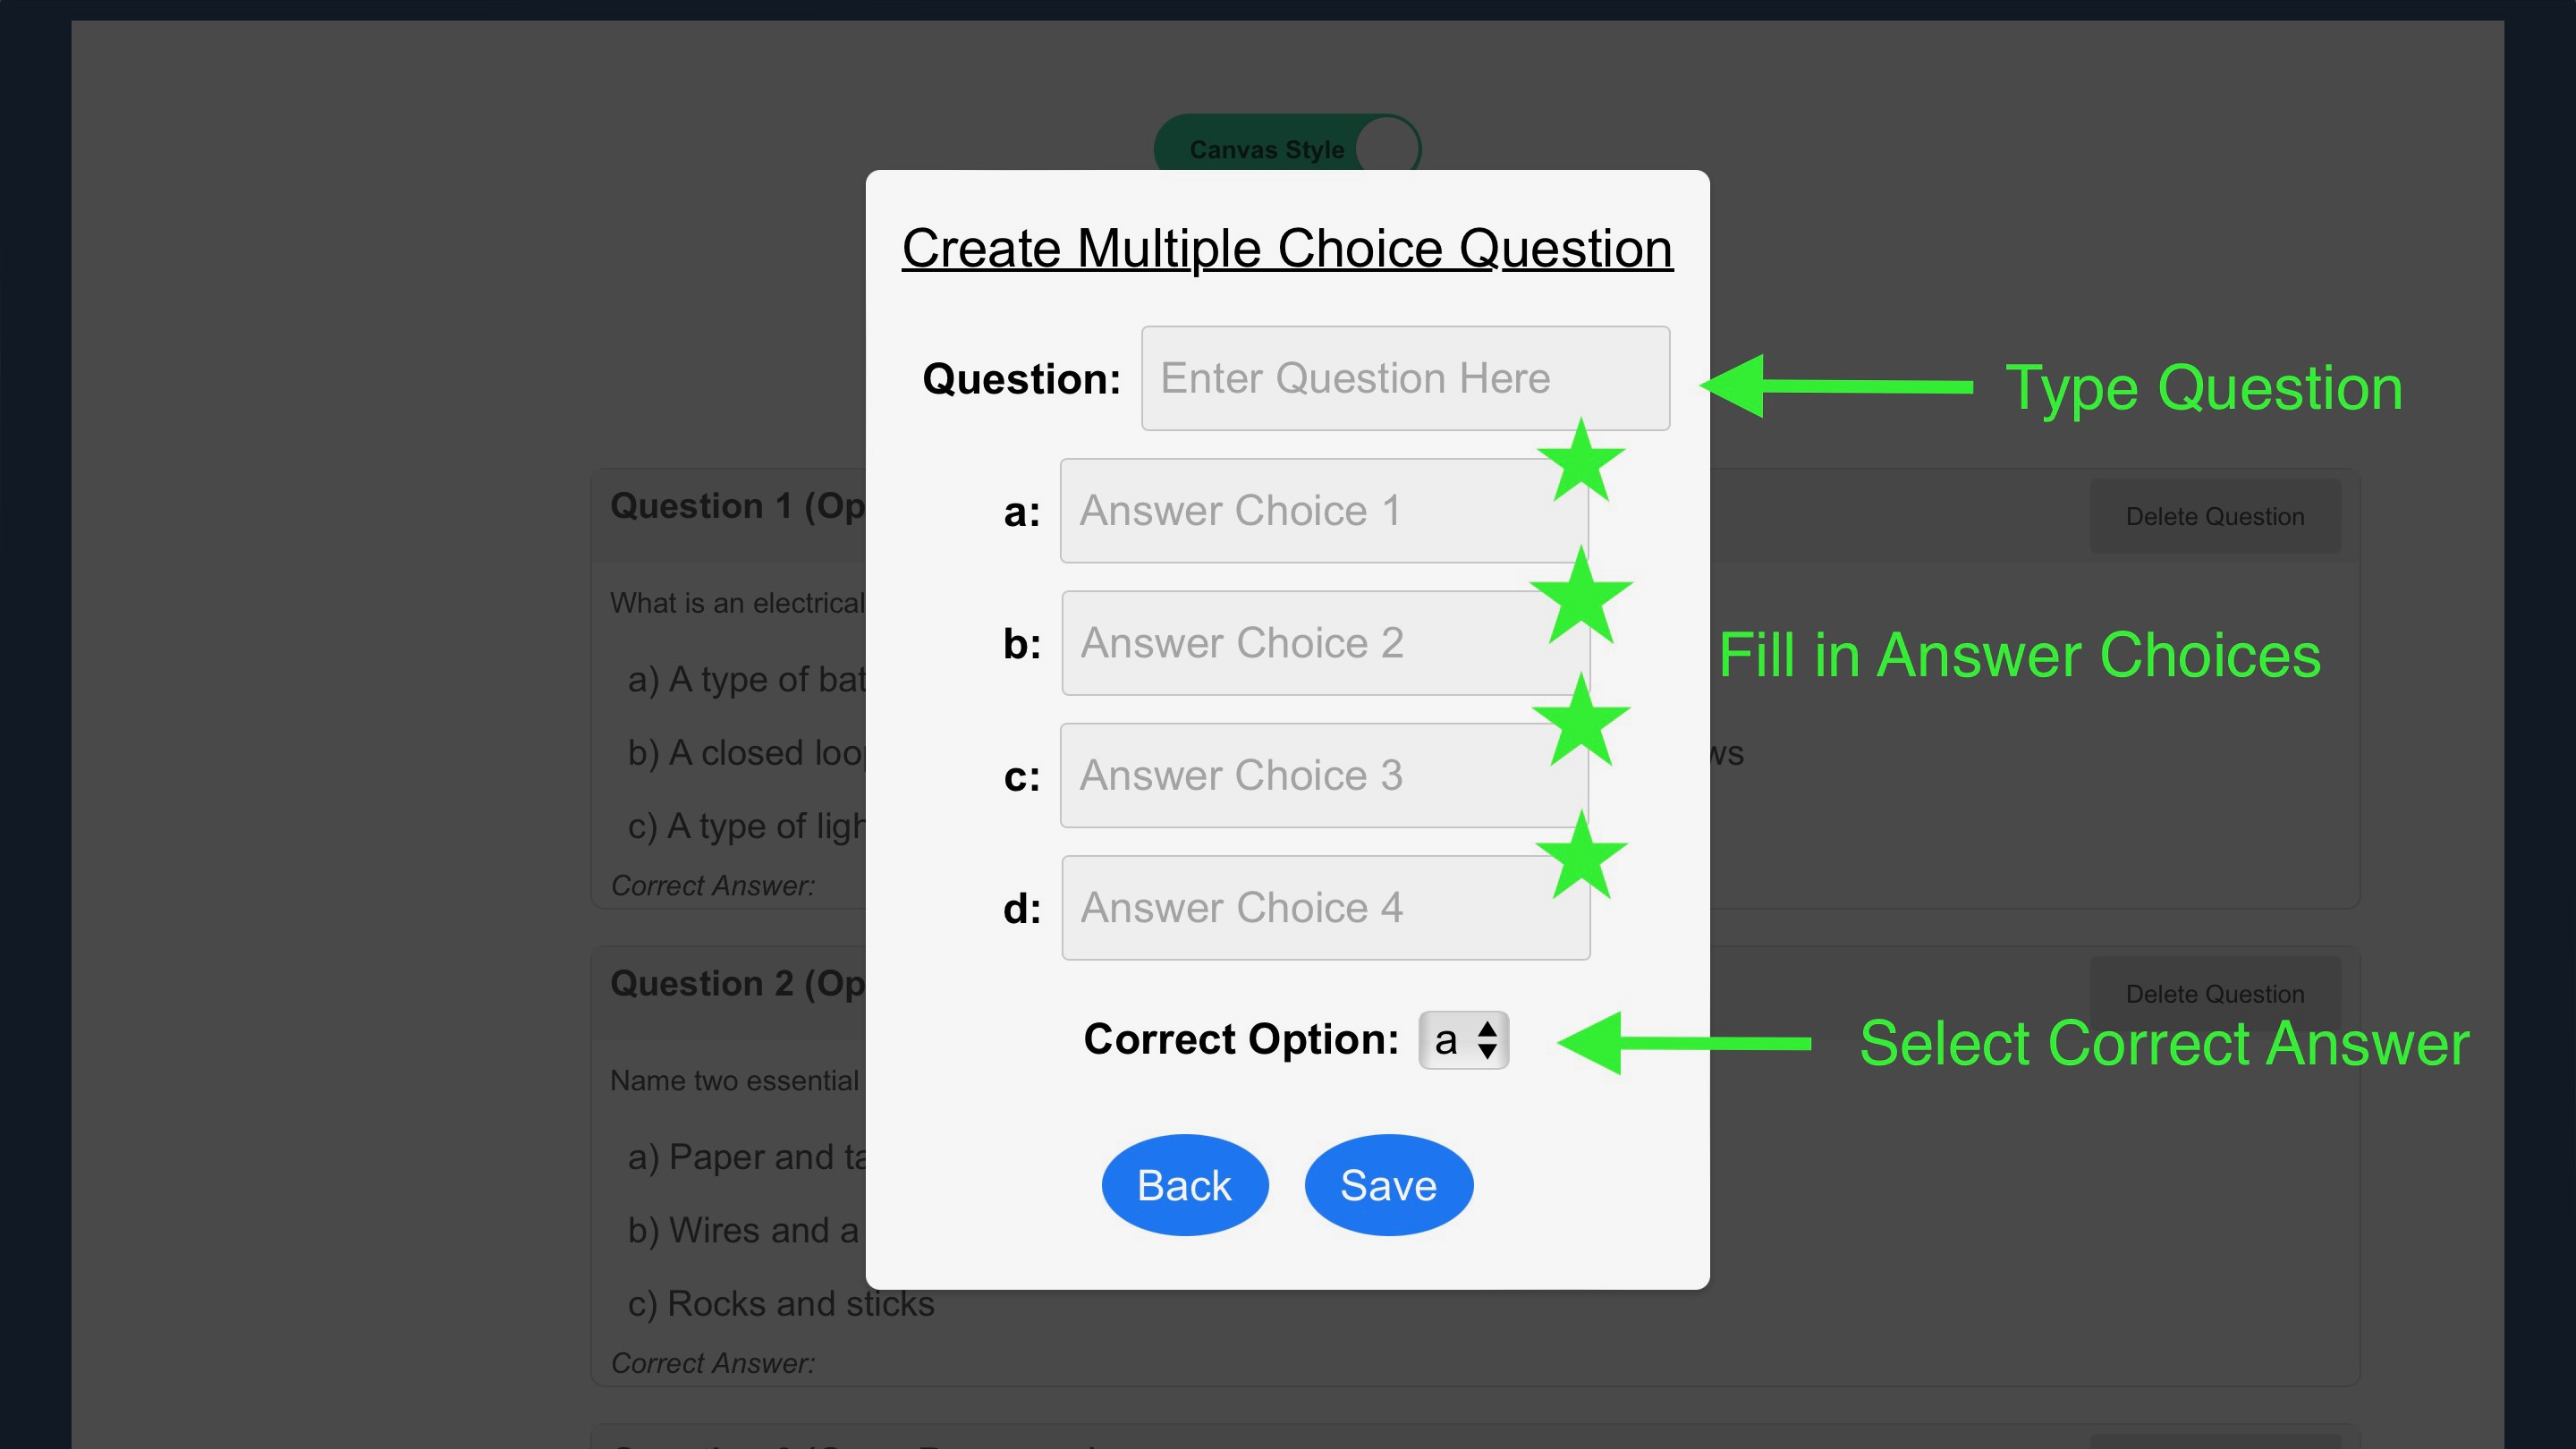 Canvas Style
Create Multiple Choice Question
Question: Enter Question Here
Type Question
a: Answer Choice 1
b: Answer Choice 2
Fill in Answer Choices
c: Answer Choice 3
d: Answer Choice 4
Correct Option: a
Select Correct Answer
Back Save
Question 1 (Op
Delete Question
What is an electrical
a) A type of bat
b) A closed loop
ws
c) A type of ligh
Correct Answer:
Question 2 (Op
Delete Question
Name two essential
a) Paper and ta
b) Wires and a
c) Rocks and sticks
Correct Answer: